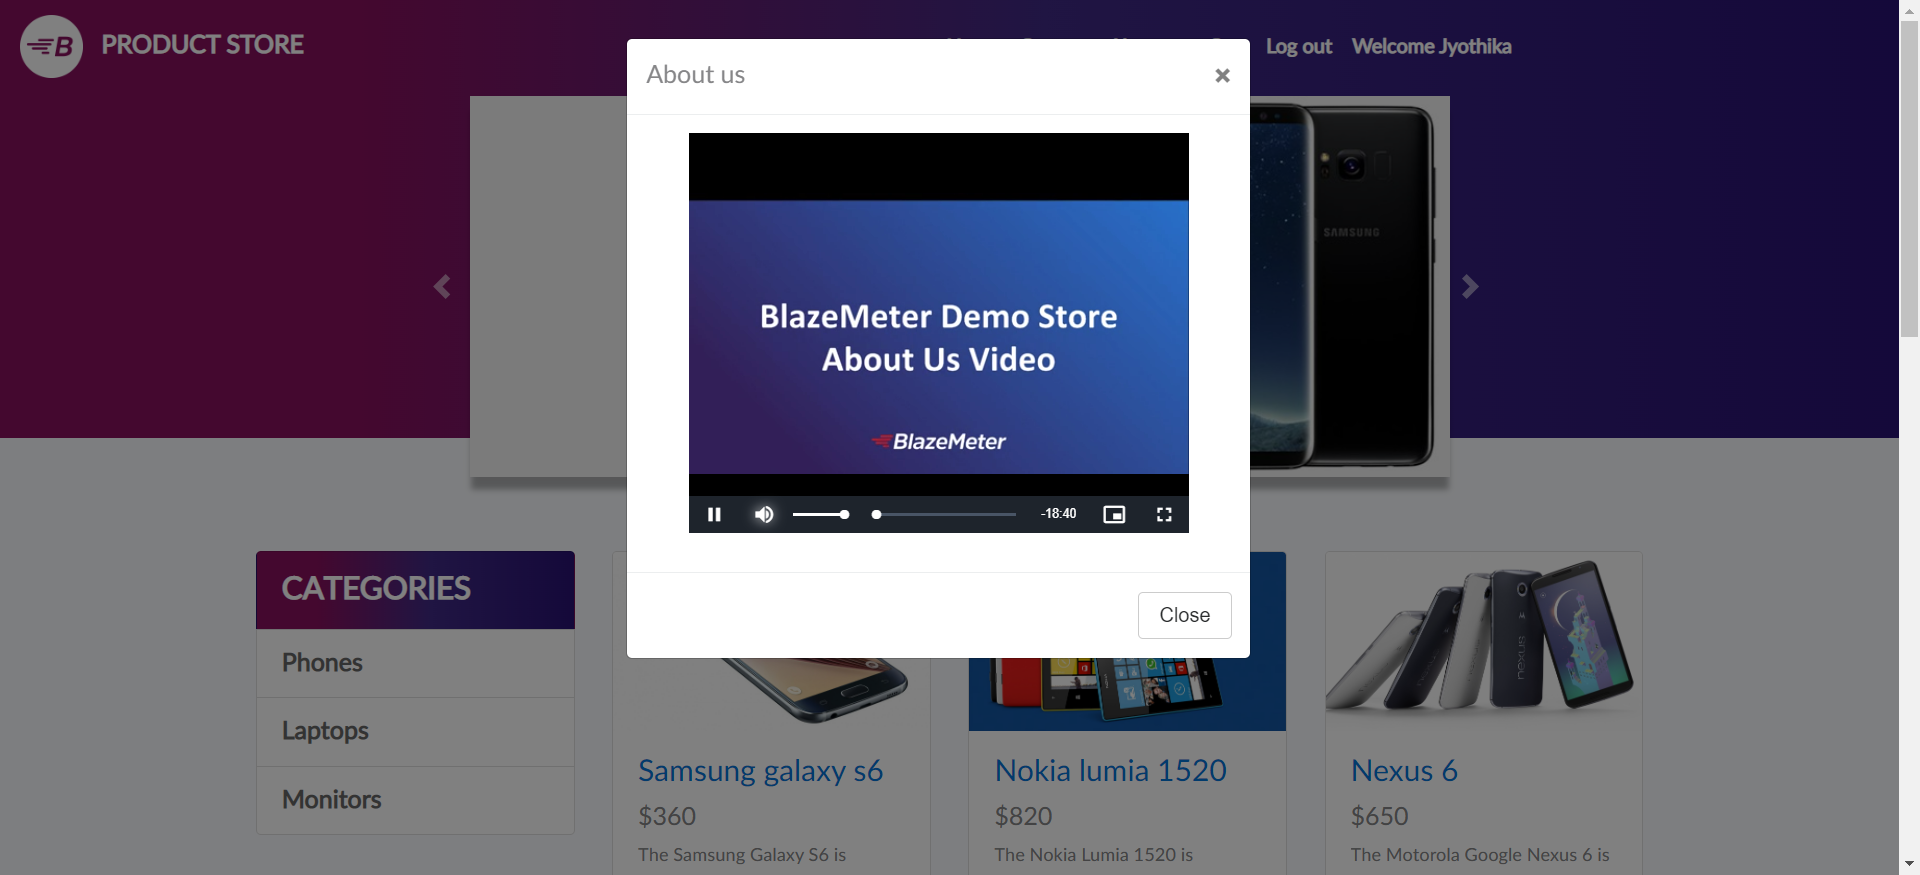 PRODUCT STORE
Log out
Welcome Jyothika
About us
×
SAMSUNG
BlazeMeter Demo Store
About Us Video
BlazeMeter
-18:40
Close
CATEGORIES
Phones
Laptops
Monitors
Samsung galaxy s6
$360
The Samsung Galaxy S6 is
Nokia lumia 1520
$820
The Nokia Lumia 1520 is
Nexus 6
$650
The Motorola Google Nexus 6 is